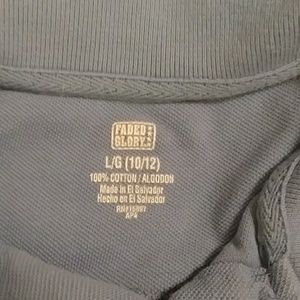 FADED
GLORY
L/G (10/12)
100% COTTON / ALGODON
Made in El Salvador
Hecho en El Salvador